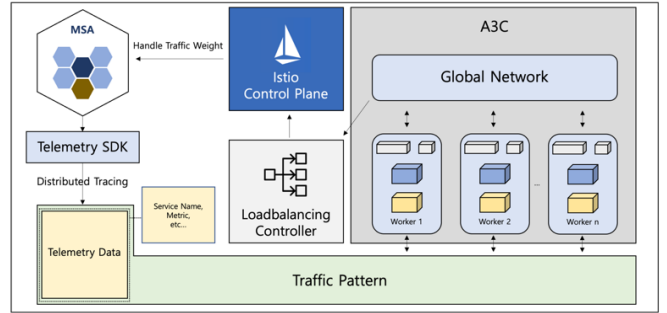 MSA
Handle Traffic Weight
Istio
Control Plane
A3C
Global Network
Telemetry SDK
Distributed Tracing
Service Name,
Metric,
etc...
Loadbalancing
Controller
Worker 1
Worker 2
...
Worker n
Telemetry Data
Traffic Pattern